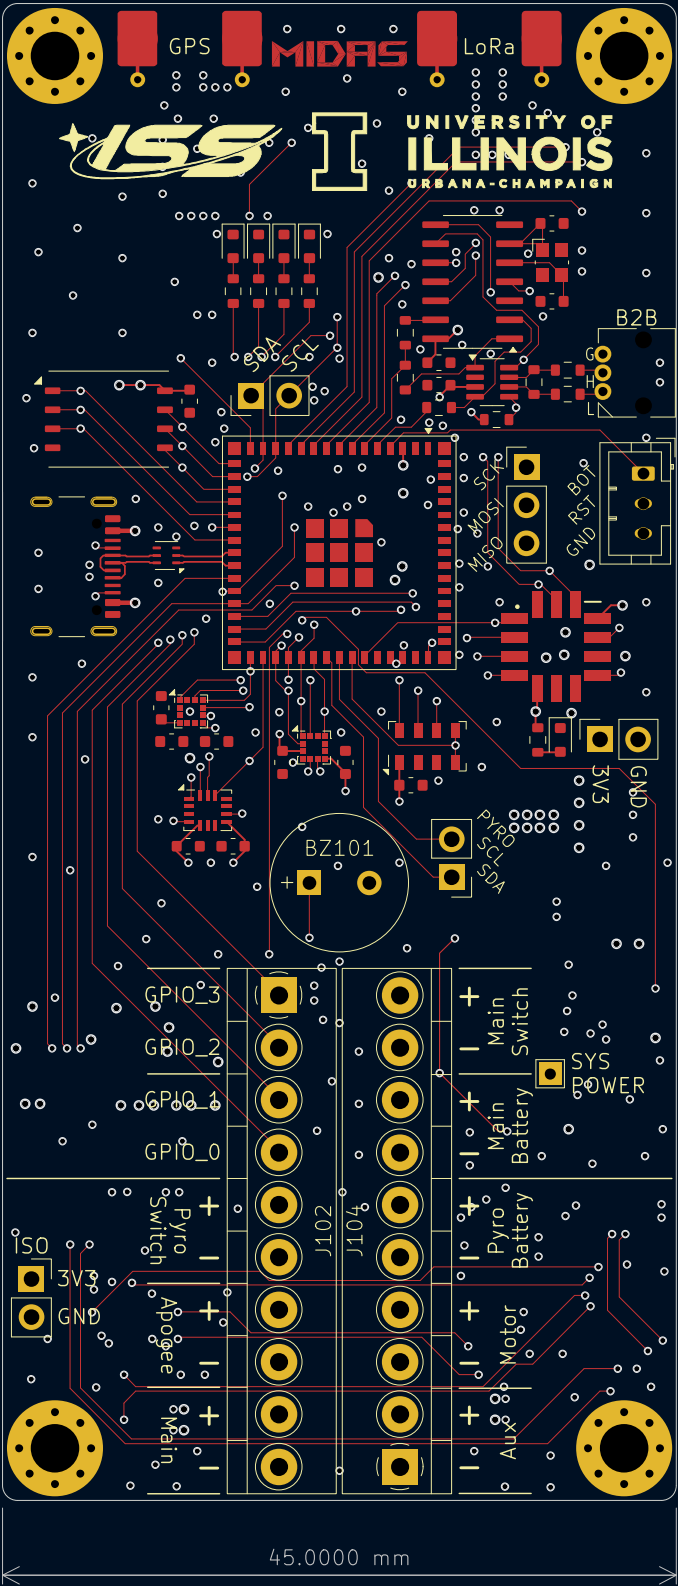 GPS
MIDAS
LoRa
ISS
I
UNIVERSITY OF
ILLINOIS
URBANA-CHAMPAIGN
B2B
G
H
L
SDA
SCL
SCK
MOSI
MISO
BOT
RST
GND
3V3
GND
PYRO
SCL
SDA
BZ101
+
GPIO_3
GPIO_2
GPIO_1
GPIO_0
+
Main
Switch
−
SYS
POWER
+
Main
Battery
−
Pyro
Switch
+
−
J102
J104
+
Pyro
Battery
−
ISO
3V3
GND
Apogee
+
−
Motor
Main
+
−
+
Aux
−
45.0000 mm